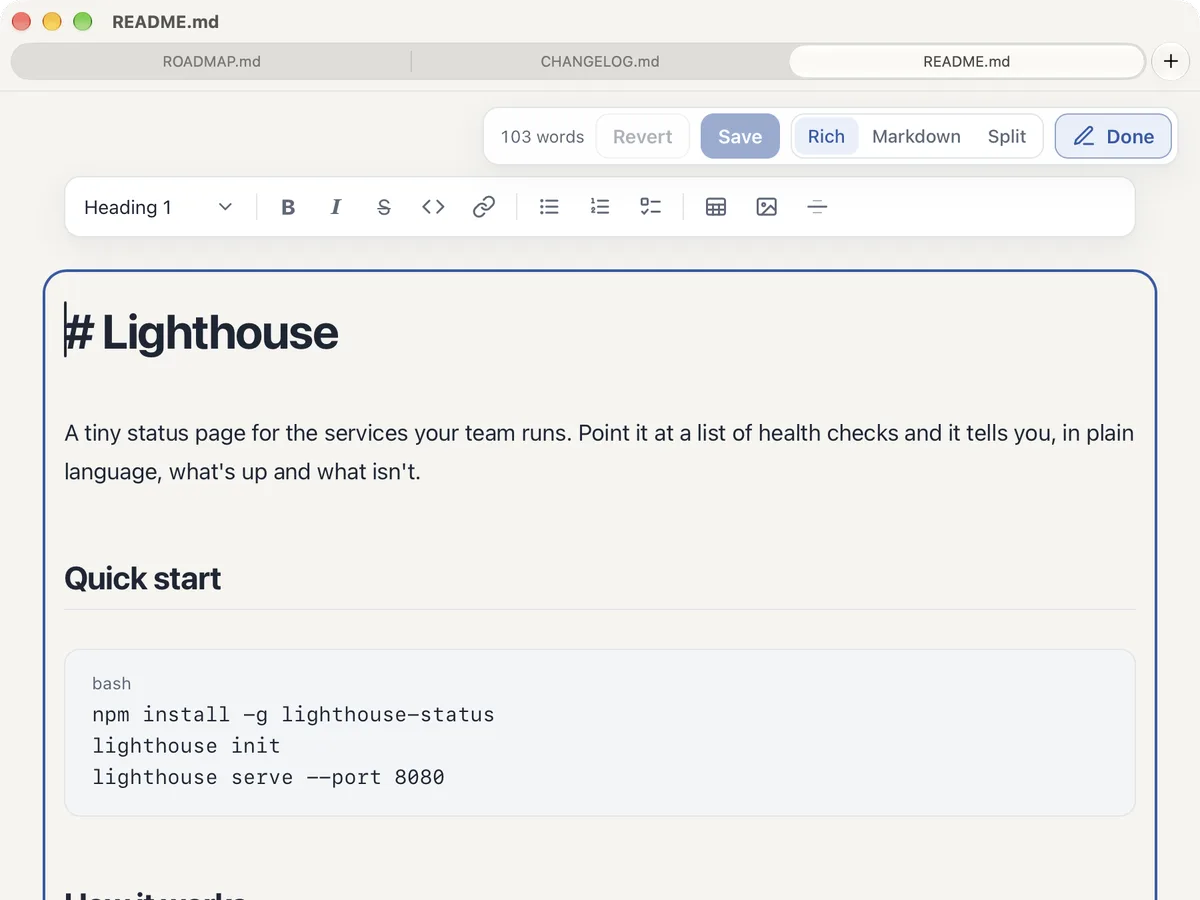 README.md
ROADMAP.md
CHANGELOG.md
README.md
103 words
Revert
Save
Rich
Markdown
Split
Done
Heading 1
# Lighthouse
A tiny status page for the services your team runs. Point it at a list of health checks and it tells you, in plain
language, what's up and what isn't.
Quick start
bash
npm install -g lighthouse-status
lighthouse init
lighthouse serve --port 8080
How it works